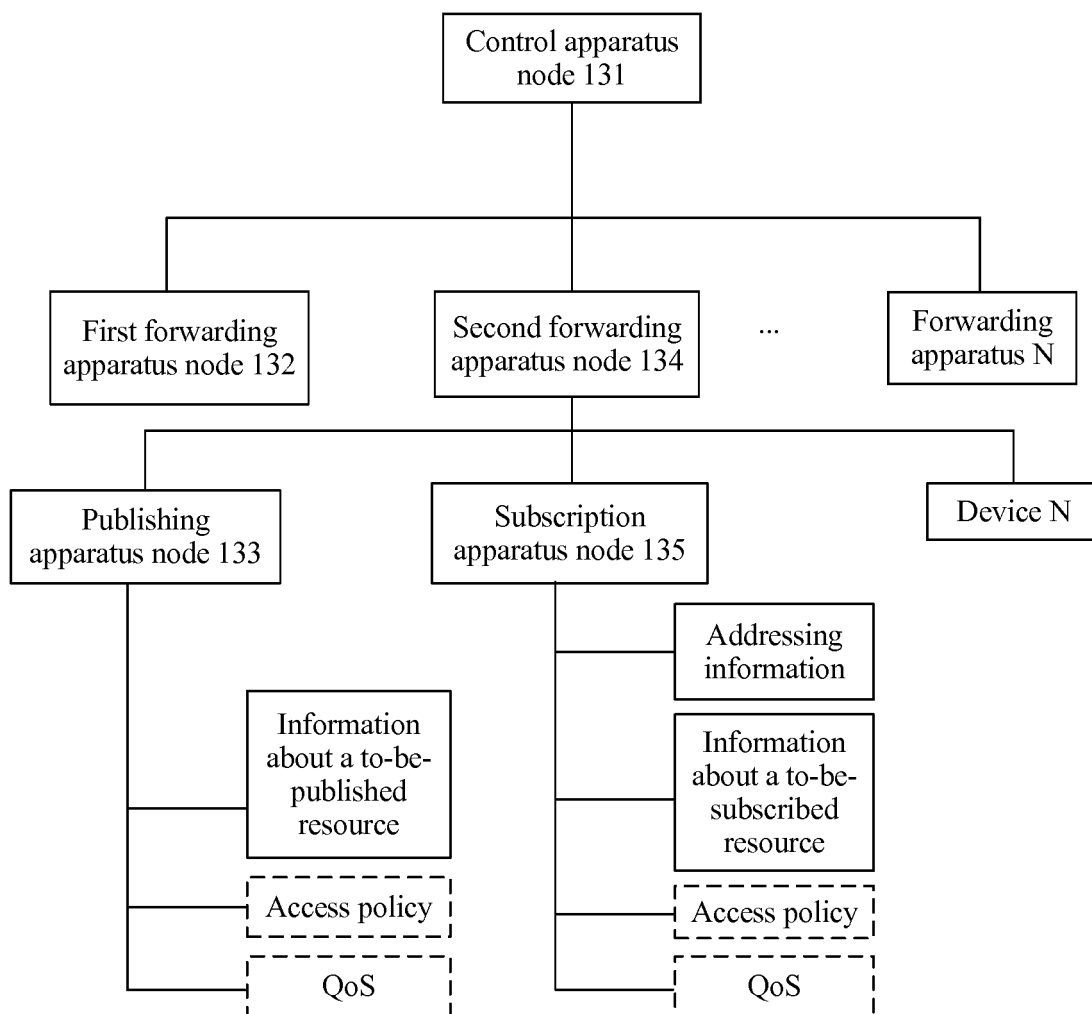 Control apparatus
node 131
First forwarding
apparatus node 132
Second forwarding
apparatus node 134
...
Forwarding
apparatus N
Publishing
apparatus node 133
Subscription
apparatus node 135
Device N
Information
about a to-be-
published
resource
Access policy
QoS
Addressing
information
Information
about a to-be-
subscribed
resource
Access policy
QoS